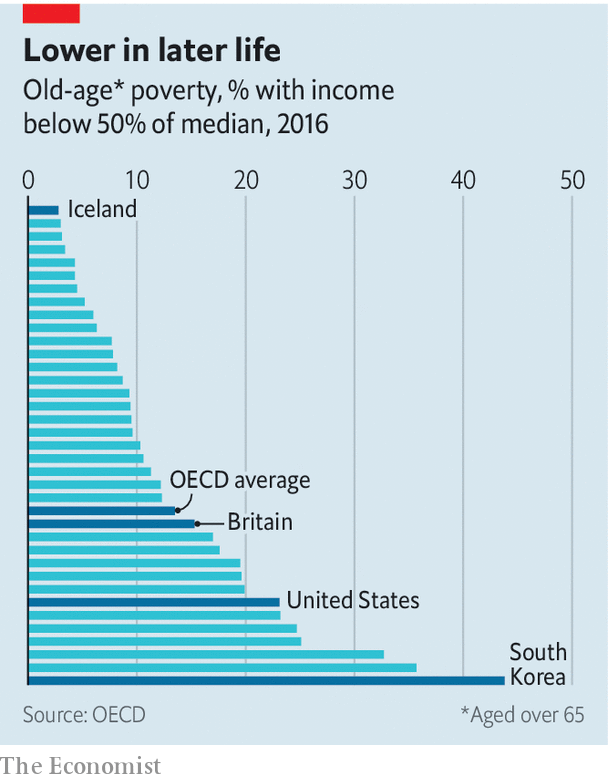 Lower in later life
Old-age* poverty, % with income
below 50% of median, 2016
0 10 20 30 40 50
Iceland
OECD average
Britain
United States
South
Korea
Source: OECD
*Aged over 65
The Economist